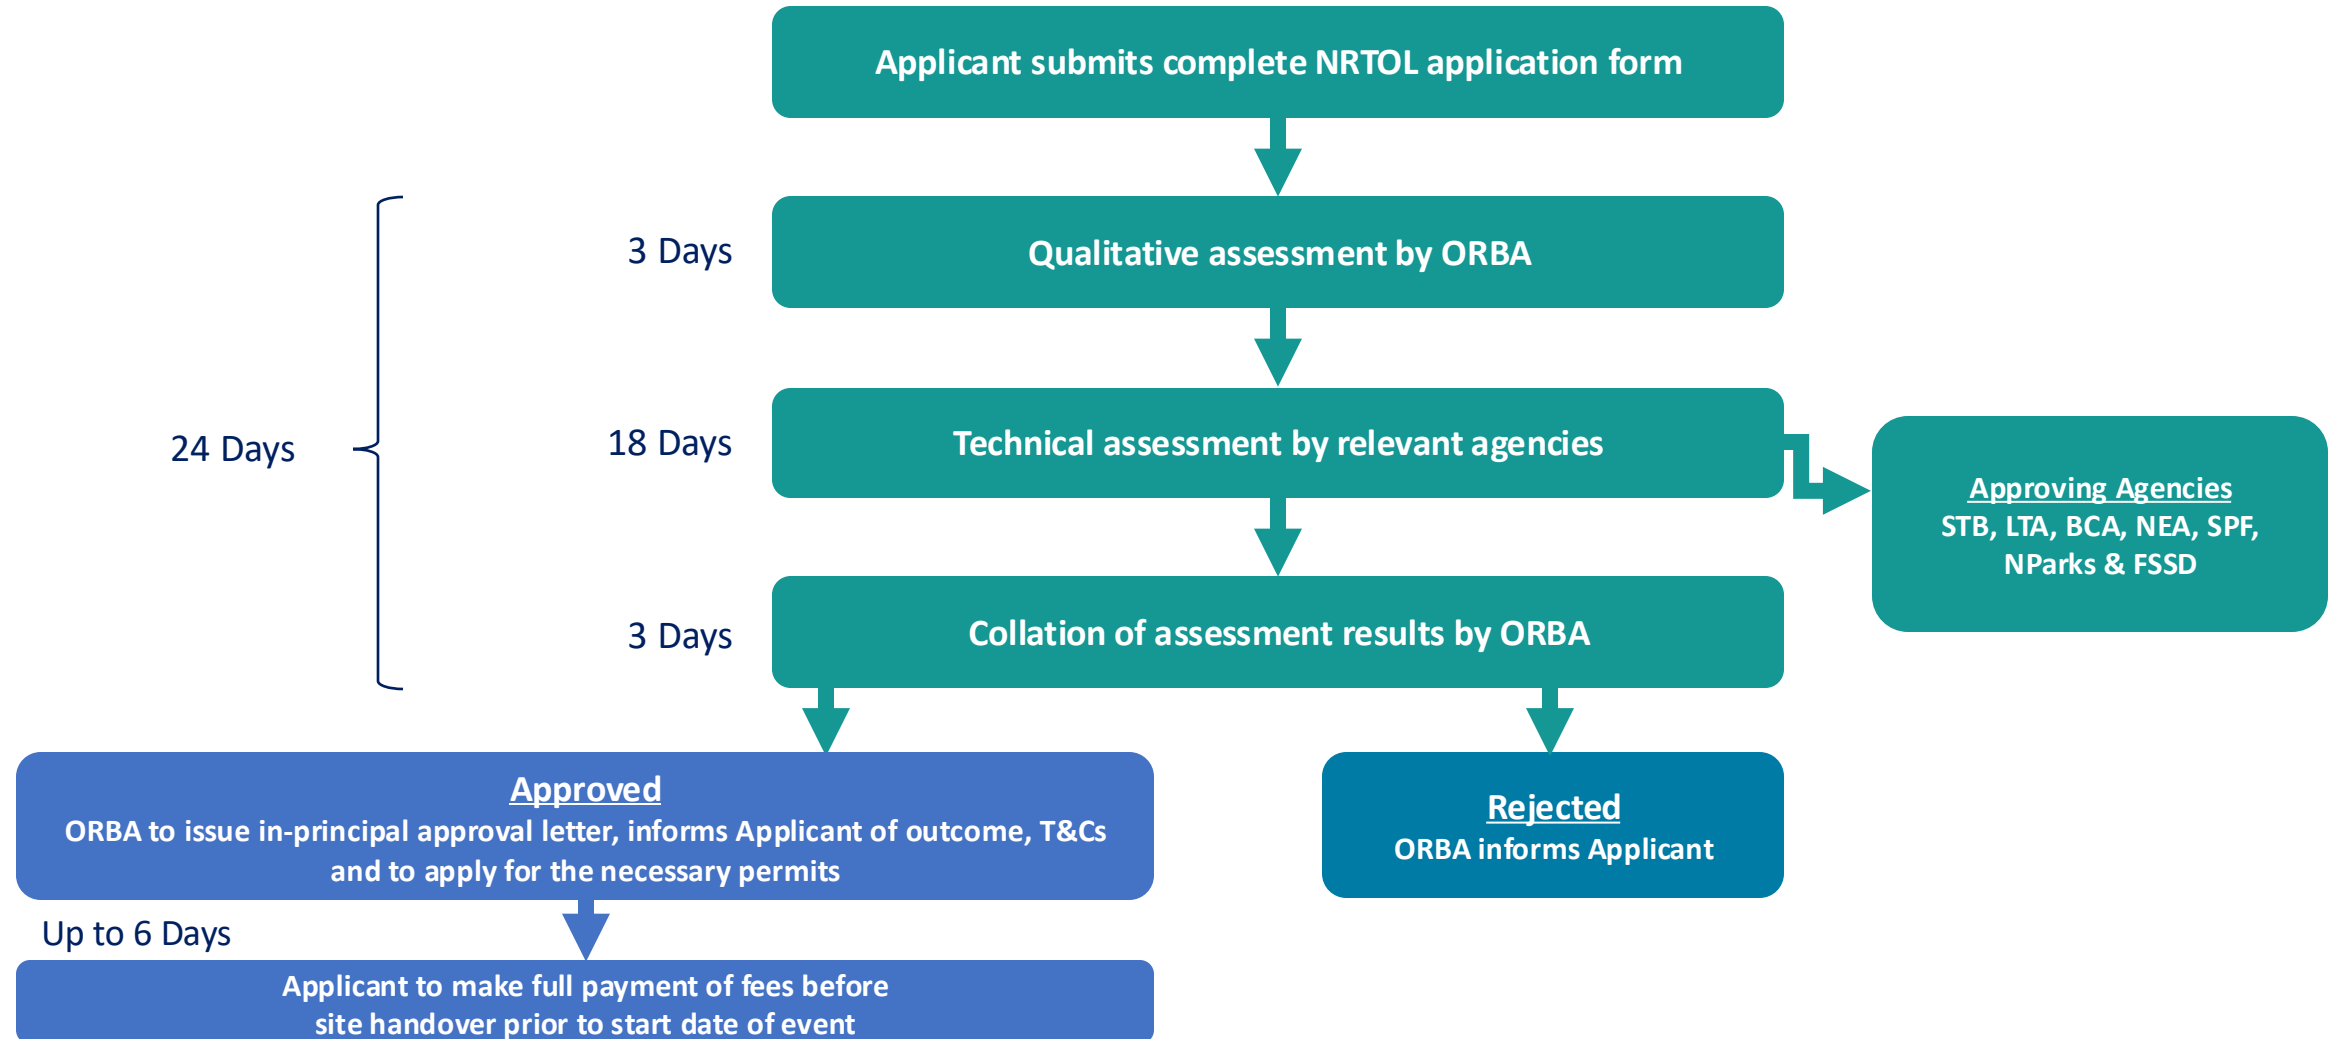 Applicant submits complete NRTOL application form
3 Days
Qualitative assessment by ORBA
24 Days
18 Days
Technical assessment by relevant agencies
Approving Agencies
STB, LTA, BCA, NEA, SPF,
NParks & FSSD
3 Days
Collation of assessment results by ORBA
Approved
ORBA to issue in-principal approval letter, informs Applicant of outcome, T&Cs
and to apply for the necessary permits
Rejected
ORBA informs Applicant
Up to 6 Days
Applicant to make full payment of fees before
site handover prior to start date of event